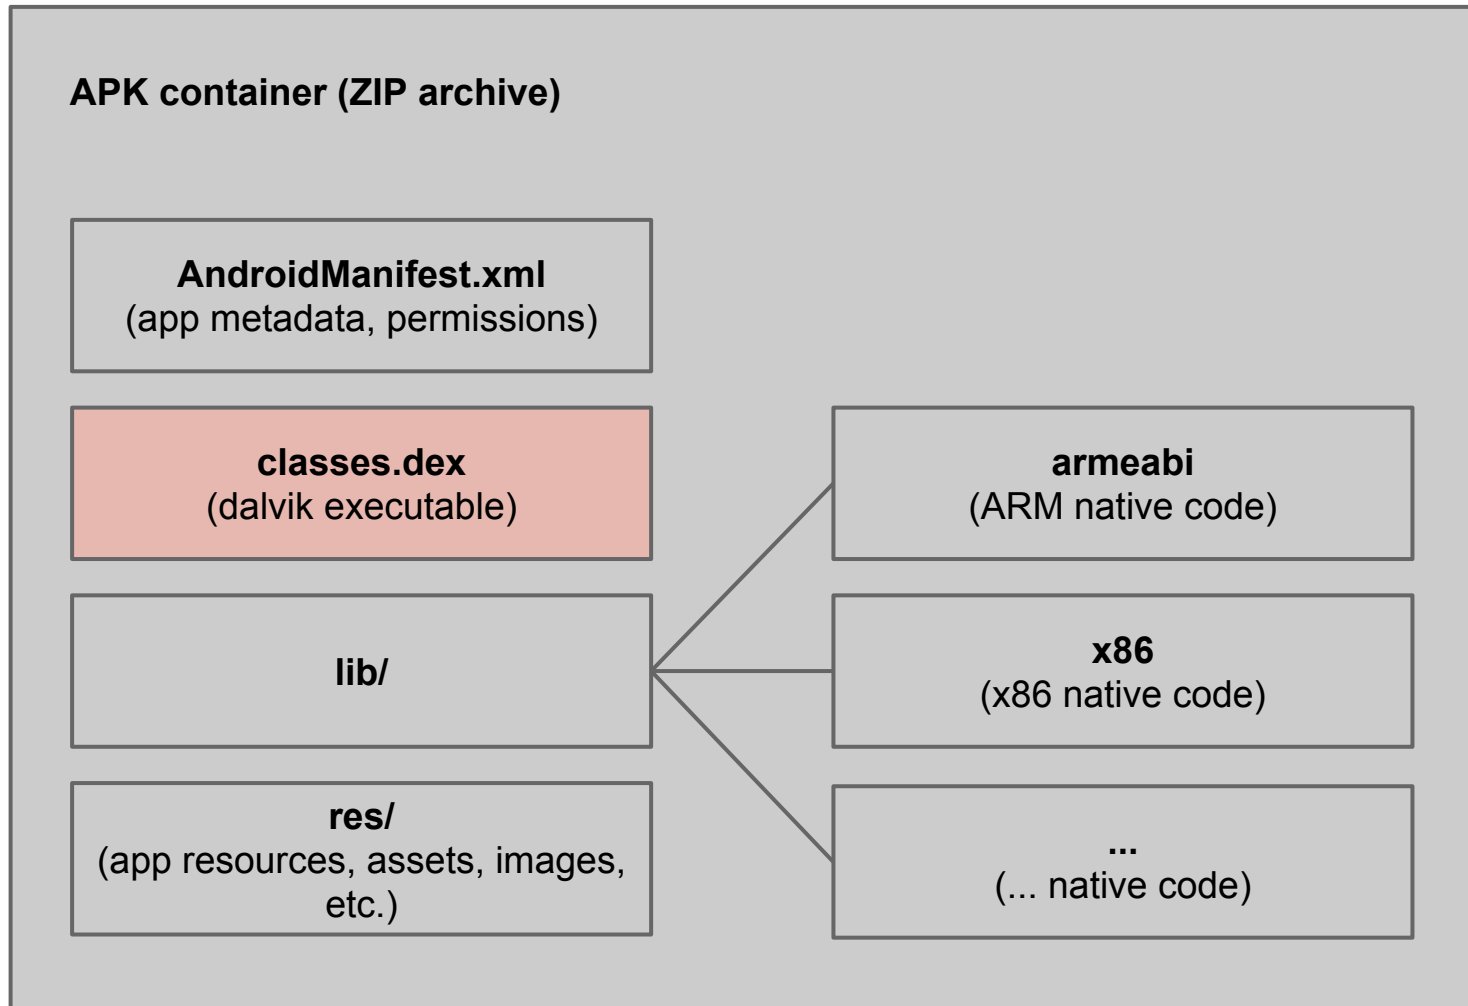 APK container (ZIP archive)
AndroidManifest.xml
(app metadata, permissions)
classes.dex
(dalvik executable)
armeabi
(ARM native code)
lib/
x86
(x86 native code)
res/
(app resources, assets, images,
etc.)
...
(... native code)